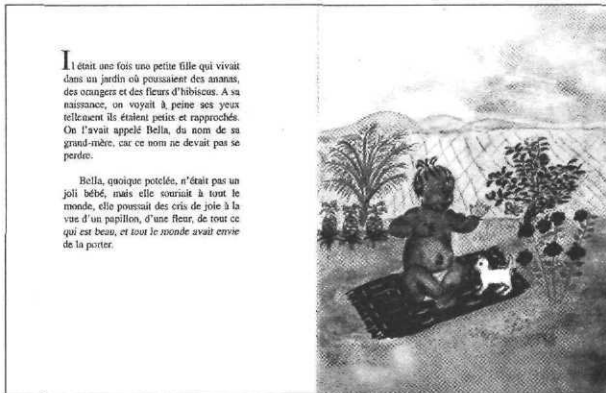 Il était une fois une petite fille qui vivait
dans un jardin où poussaient des ananas,
des orangers et des fleurs d'hibiscus. A sa
naissance, on voyait à peine ses yeux
tellement ils étaient petits et rapprochés.
On l'avait appelé Bella, du nom de sa
grand-mère, car ce nom ne devait pas se
perdre.
Bella, quoique potelée, n'était pas un
joli bébé, mais elle souriait à tout le
monde, elle poussait des cris de joie à la
vue d'un papillon, d'une fleur, de tout ce
qui est beau, et tout le monde avait envie
de la porter.